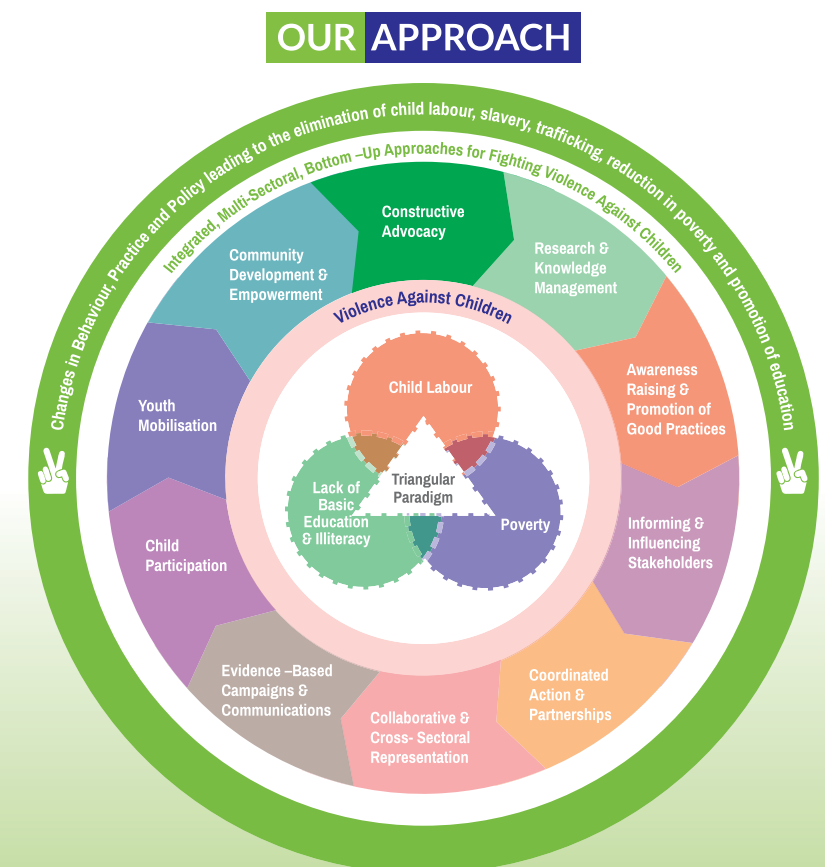 OUR APPROACH
Changes in Behaviour, Practice and Policy leading to the elimination of child labour, slavery, trafficking, reduction in poverty and promotion of education
Integrated, Multi-Sectoral, Bottom –Up Approaches for Fighting Violence Against Children
Constructive
Advocacy
Research &
Knowledge
Management
Awareness
Raising &
Promotion of
Good Practices
Informing &
Influencing
Stakeholders
Coordinated
Action &
Partnerships
Collaborative &
Cross- Sectoral
Representation
Evidence –Based
Campaigns &
Communications
Child
Participation
Youth
Mobilisation
Community
Development &
Empowerment
Violence Against Children
Child Labour
Triangular
Paradigm
Lack of
Basic
Education
& Illiteracy
Poverty